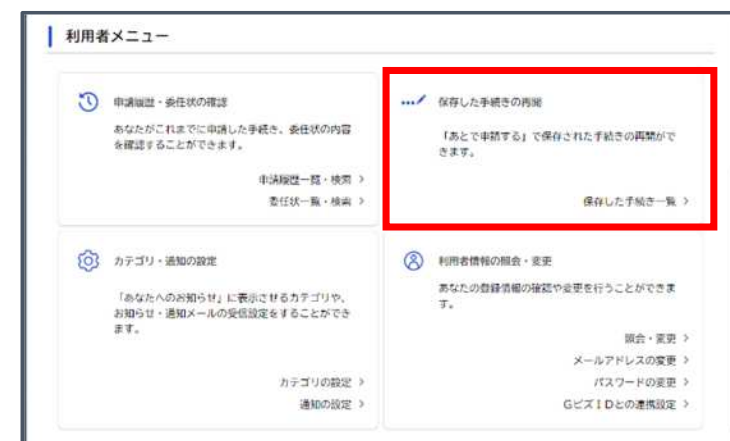 利用者メニュー
申請履歴・委任状の確認
あなたがこれまでに申請した手続き、委任状の内容
を確認することができます。
申請履歴一覧・検索 >
委任状一覧・検索 >
保存した手続きの再開
「あとで申請する」で保存された手続きの再開がで
きます。
保存した手続き一覧 >
カテゴリ・通知の設定
「あなたへのお知らせ」に表示させるカテゴリや、
お知らせ・通知メールの受信設定をすることができ
ます。
カテゴリの設定 >
通知の設定 >
利用者情報の照会・変更
あなたの登録情報の確認や変更を行うことができま
す。
照会・変更 >
メールアドレスの変更 >
パスワードの変更 >
GビズIDとの連携設定 >